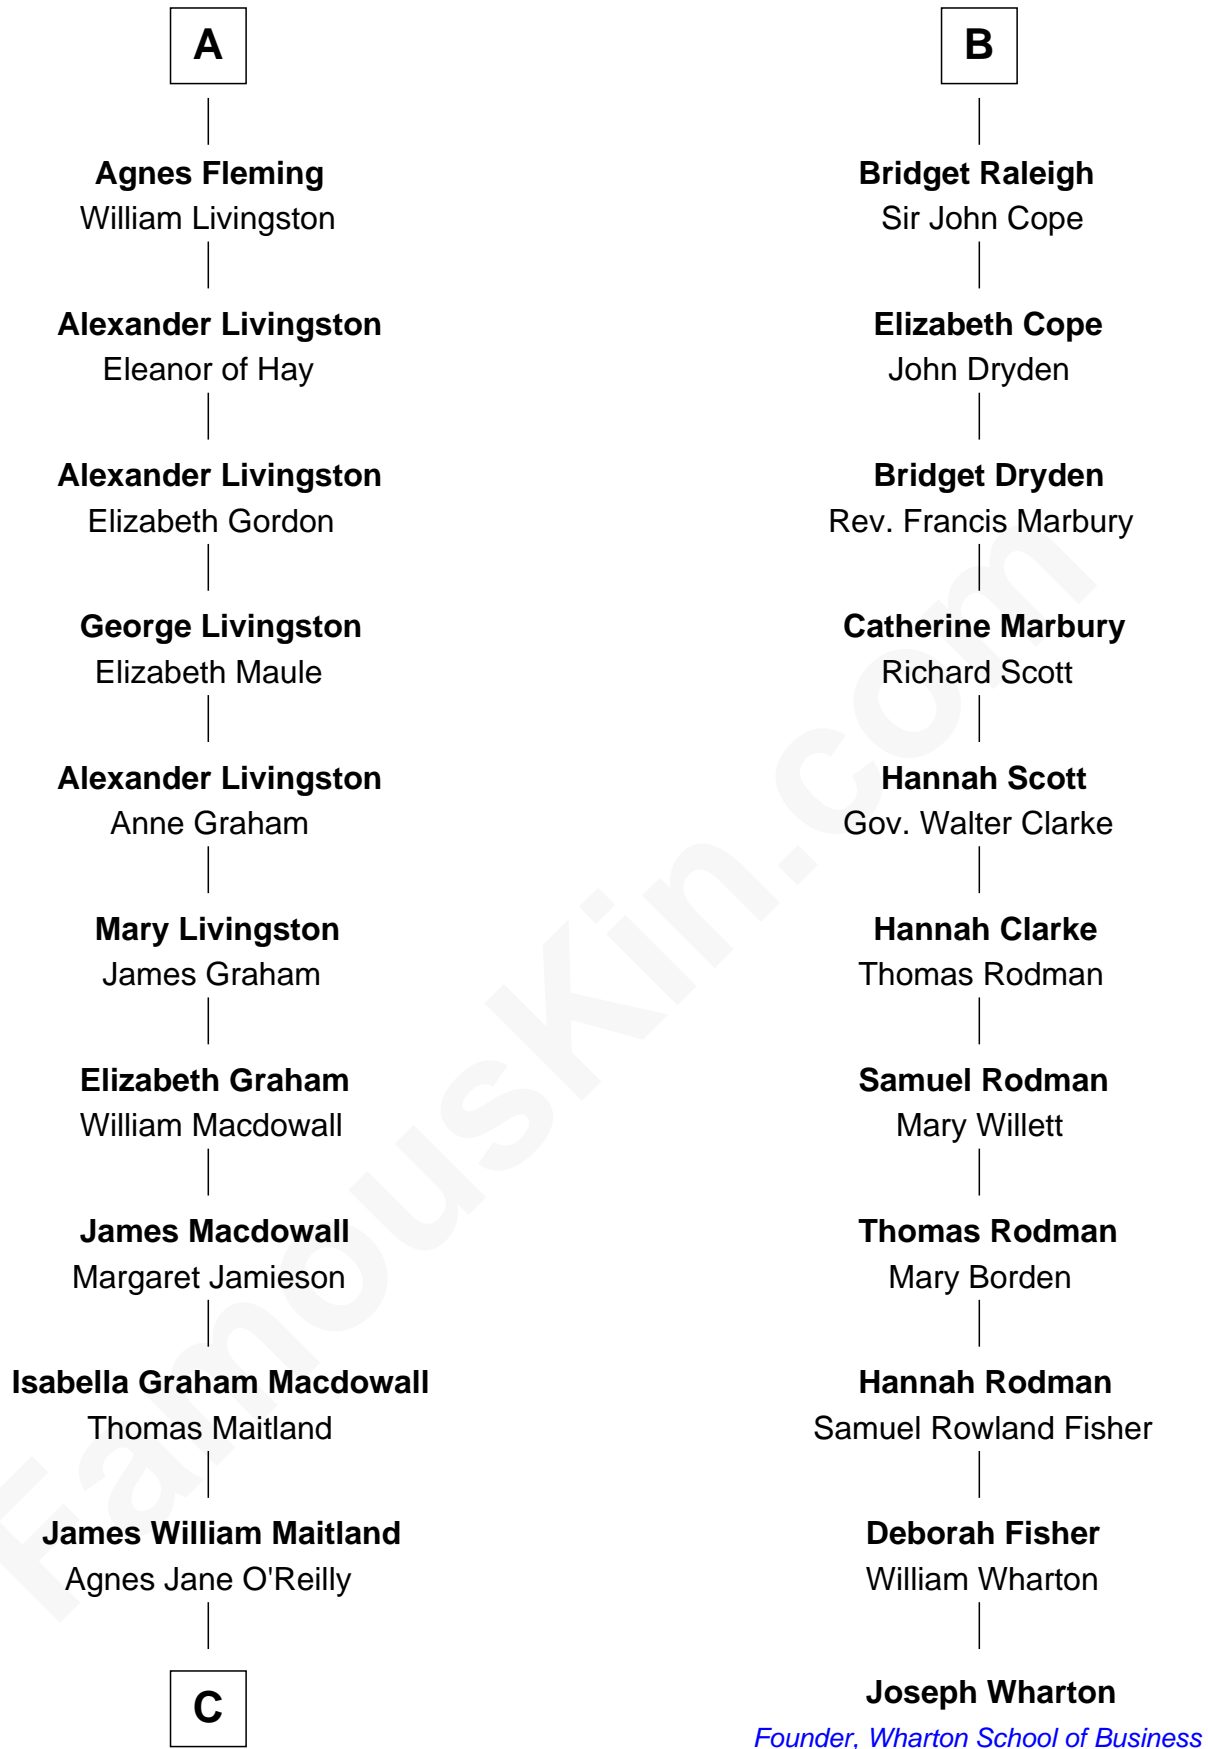 A
Agnes Fleming
William Livingston
Alexander Livingston
Eleanor of Hay
Alexander Livingston
Elizabeth Gordon
George Livingston
Elizabeth Maule
Alexander Livingston
Anne Graham
Mary Livingston
James Graham
Elizabeth Graham
William Macdowall
James Macdowall
Margaret Jamieson
Isabella Graham Macdowall
Thomas Maitland
James William Maitland
Agnes Jane O'Reilly
C
B
Bridget Raleigh
Sir John Cope
Elizabeth Cope
John Dryden
Bridget Dryden
Rev. Francis Marbury
Catherine Marbury
Richard Scott
Hannah Scott
Gov. Walter Clarke
Hannah Clarke
Thomas Rodman
Samuel Rodman
Mary Willett
Thomas Rodman
Mary Borden
Hannah Rodman
Samuel Rowland Fisher
Deborah Fisher
William Wharton
Joseph Wharton
Founder, Wharton School of Business
FamousKin.com